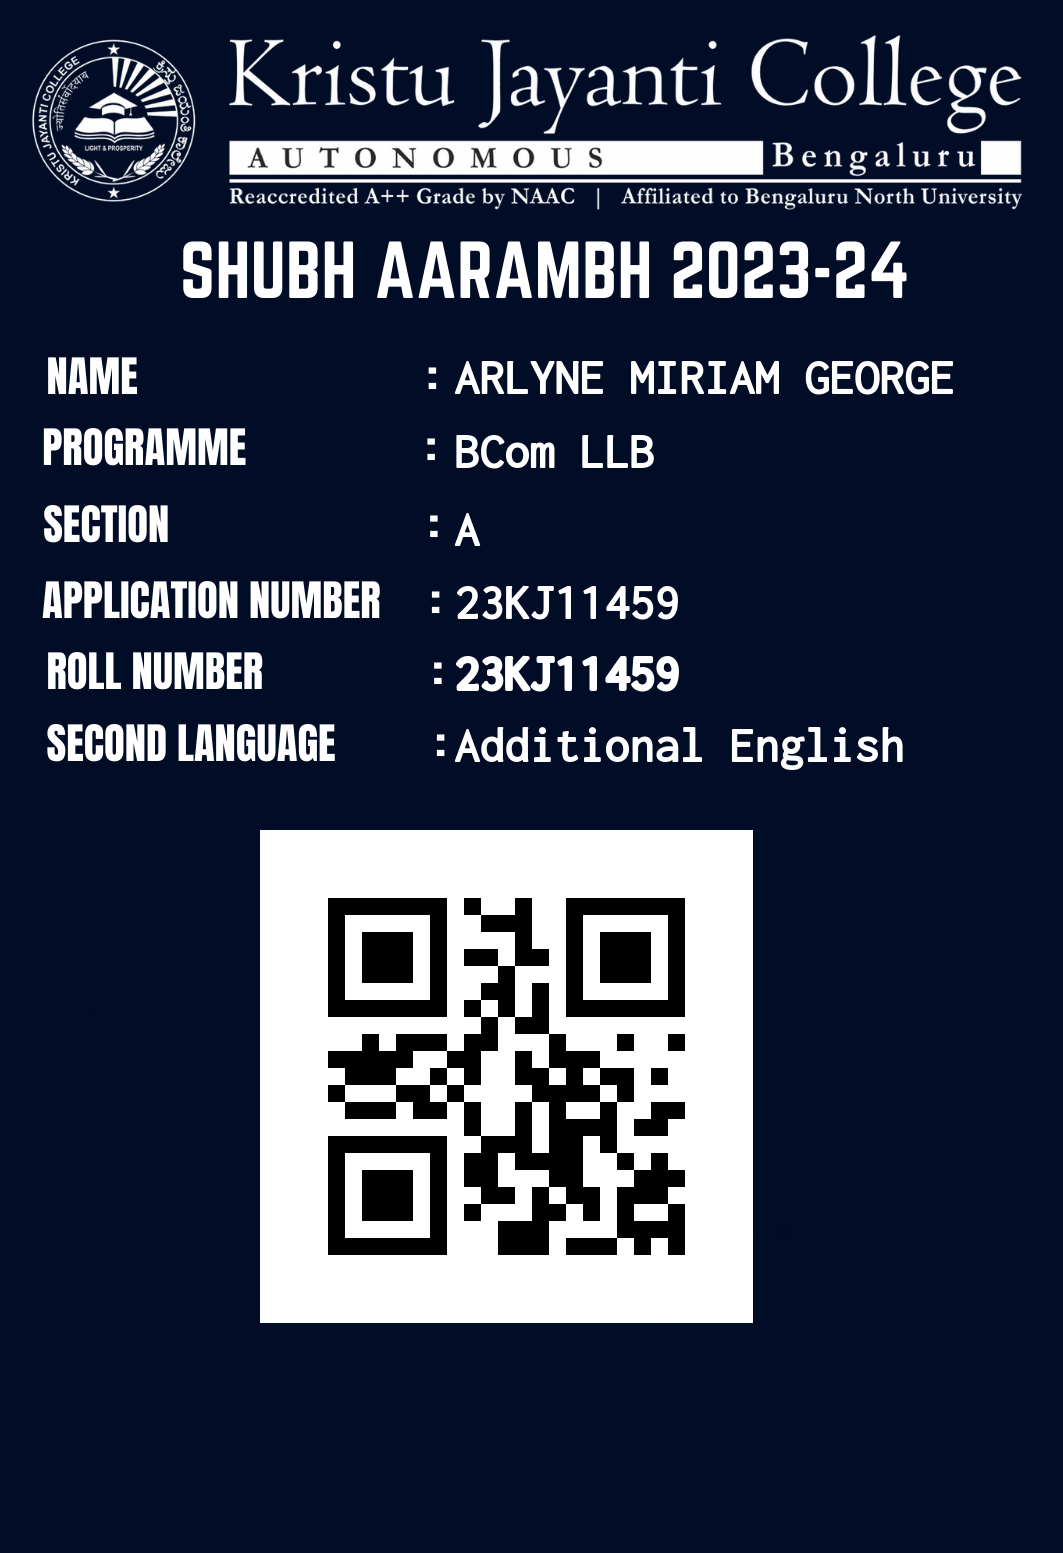 KRISTU JAYANTI COLLEGE
LIGHT & PROSPERITY
Kristu Jayanti College
AUTONOMOUS Bengaluru
Reaccredited A++ Grade by NAAC | Affiliated to Bengaluru North University
SHUBH AARAMBH 2023-24
NAME : ARLYNE MIRIAM GEORGE
PROGRAMME : BCom LLB
SECTION : A
APPLICATION NUMBER : 23KJ11459
ROLL NUMBER : 23KJ11459
SECOND LANGUAGE : Additional English